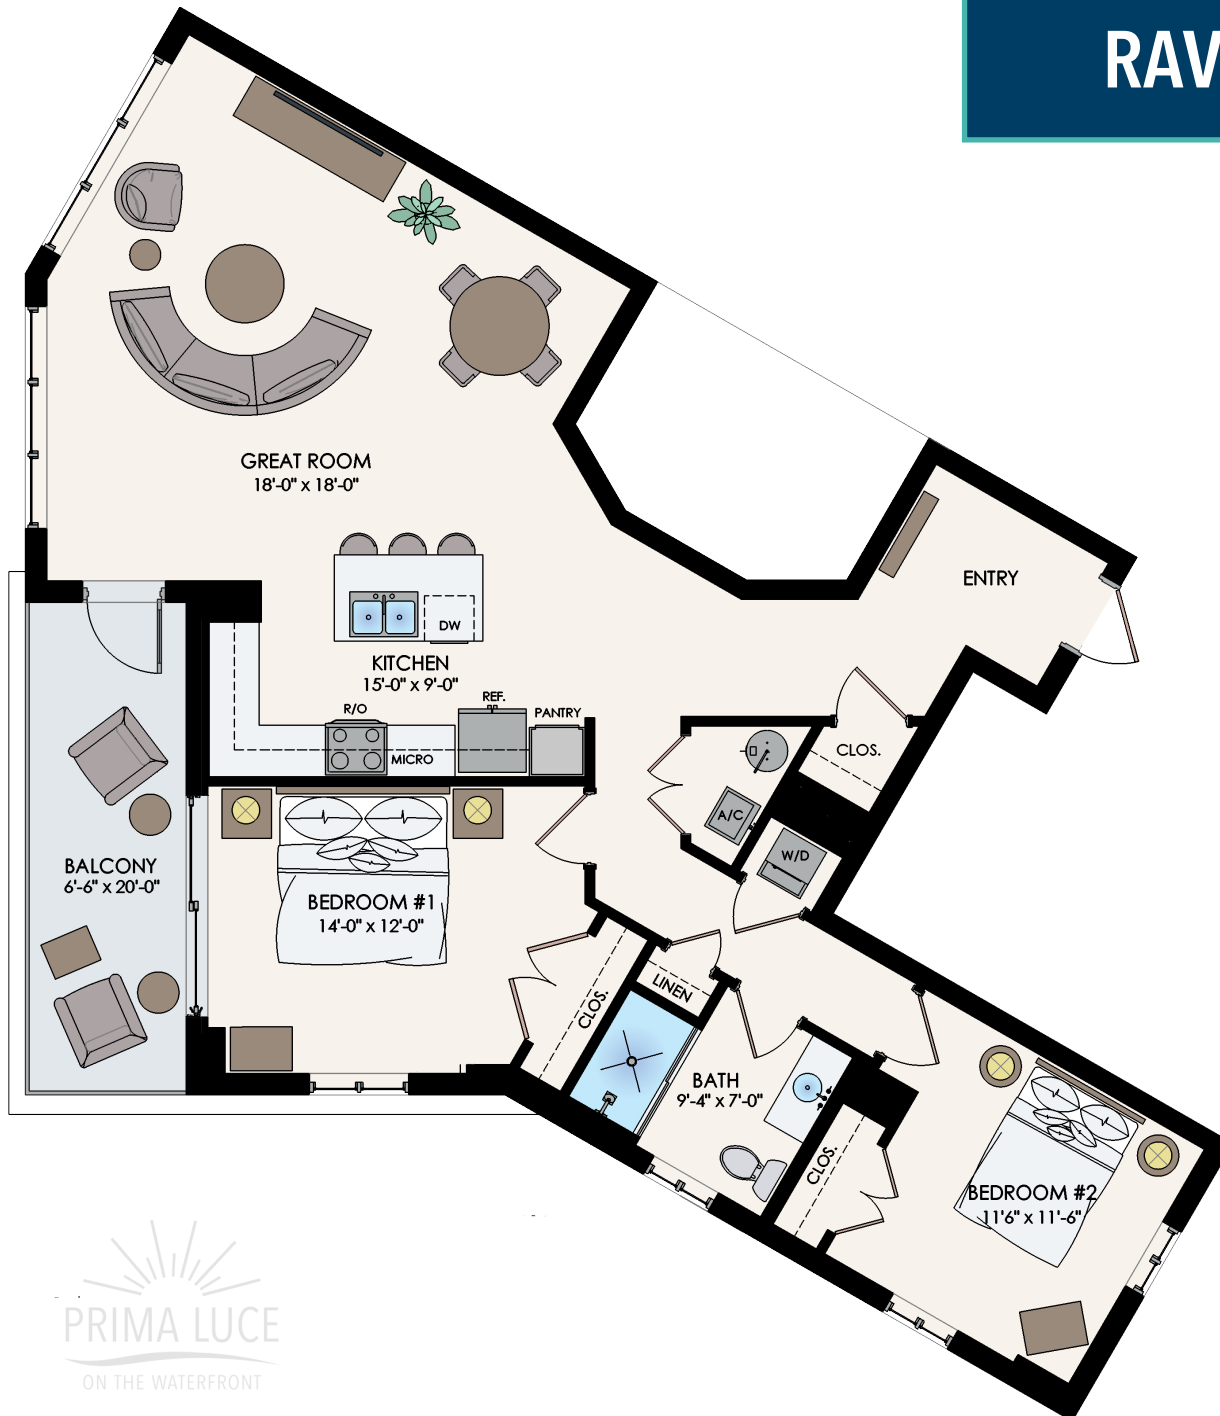 RAV
GREAT ROOM
18'-0" x 18'-0"
ENTRY
DW
KITCHEN
15'-0" x 9'-0"
R/O
REF.
PANTRY
MICRO
CLOS.
A/C
W/D
BALCONY
6'-6" x 20'-0"
BEDROOM #1
14'-0" x 12'-0"
LINEN
CLOS.
BATH
9'-4" x 7'-0"
CLOS.
BEDROOM #2
11'6" x 11'-6"
PRIMA LUCE
ON THE WATERFRONT